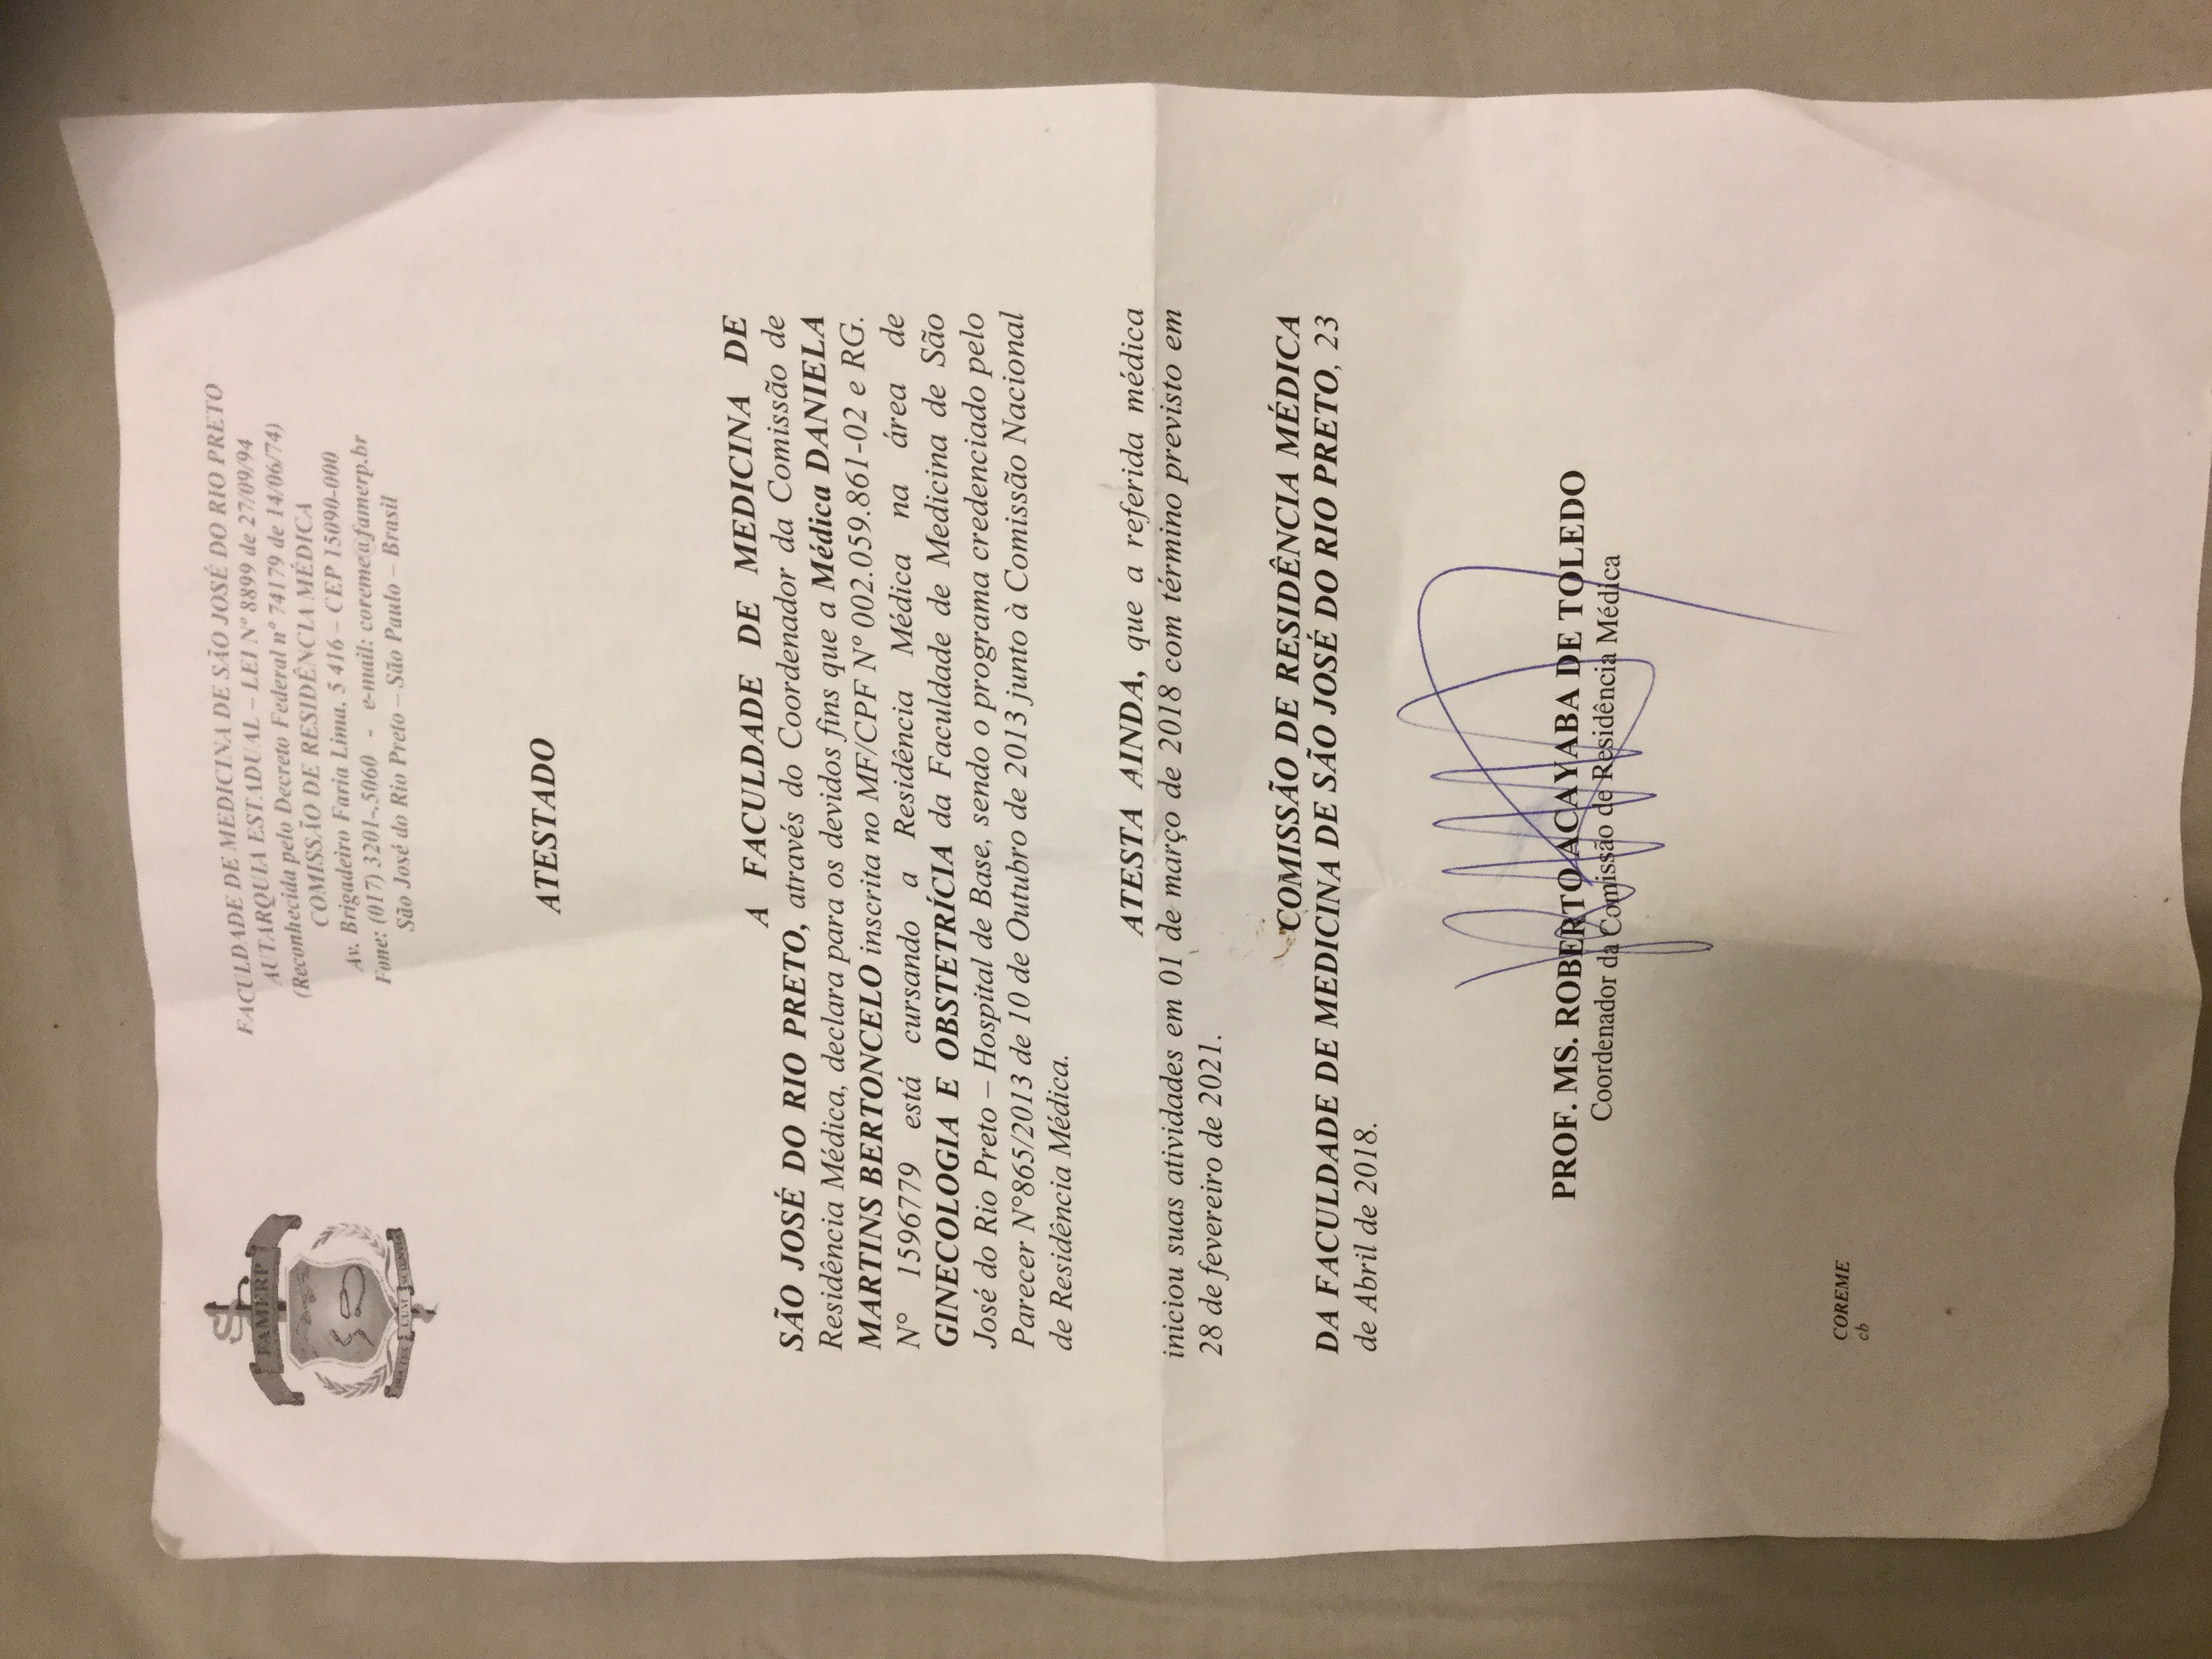 FAMERP
FACULDADE DE MEDICINA DE SÃO JOSÉ DO RIO PRETO
AUTARQUIA ESTADUAL – LEI Nº 8899 de 27/09/94
(Reconhecida pelo Decreto Federal nº 74179 de 14/06/74)
COMISSÃO DE RESIDÊNCIA MÉDICA
Av. Brigadeiro Faria Lima, 5 416 – CEP 15090-000
Fone: (017) 3201-.5060 - e-mail: coreme@famerp.br
São José do Rio Preto – São Paulo – Brasil
ATESTADO
A FACULDADE DE MEDICINA DE
SÃO JOSÉ DO RIO PRETO, através do Coordenador da Comissão de
Residência Médica, declara para os devidos fins que a Médica DANIELA
MARTINS BERTONCELO inscrita no MF/CPF Nº 002.059.861-02 e RG.
Nº 1596779 está cursando a Residência Médica na área de
GINECOLOGIA E OBSTETRÍCIA da Faculdade de Medicina de São
José do Rio Preto – Hospital de Base, sendo o programa credenciado pelo
Parecer Nº865/2013 de 10 de Outubro de 2013 junto à Comissão Nacional
de Residência Médica.
ATESTA AINDA, que a referida médica
iniciou suas atividades em 01 de março de 2018 com término previsto em
28 de fevereiro de 2021.
COMISSÃO DE RESIDÊNCIA MÉDICA
DA FACULDADE DE MEDICINA DE SÃO JOSÉ DO RIO PRETO, 23
de Abril de 2018.
PROF. MS. ROBERTO ACAYABA DE TOLEDO
Coordenador da Comissão de Residência Médica
COREME
cb